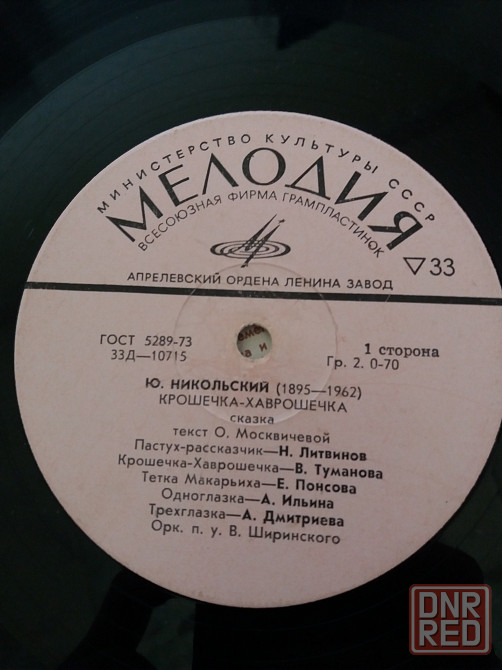 МИНИСТЕРСТВО КУЛЬТУРЫ СССР
МЕЛОДИЯ
ВСЕСОЮЗНАЯ ФИРМА ГРАМПЛАСТИНОК
▽33
АПРЕЛЕВСКИЙ ОРДЕНА ЛЕНИНА ЗАВОД
ГОСТ 5289-73
33Д—10715
1 сторона
Гр. 2. 0-70
Ю. НИКОЛЬСКИЙ (1895—1962)
КРОШЕЧКА-ХАВРОШЕЧКА
сказка
текст О. Москвичевой
Пастух-рассказчик—Н. Литвинов
Крошечка-Хаврошечка—В. Туманова
Тетка Макарьиха—Е. Понсова
Одноглазка—А. Ильина
Трехглазка—А. Дмитриева
Орк. п. у. В. Ширинского
DNR
RED